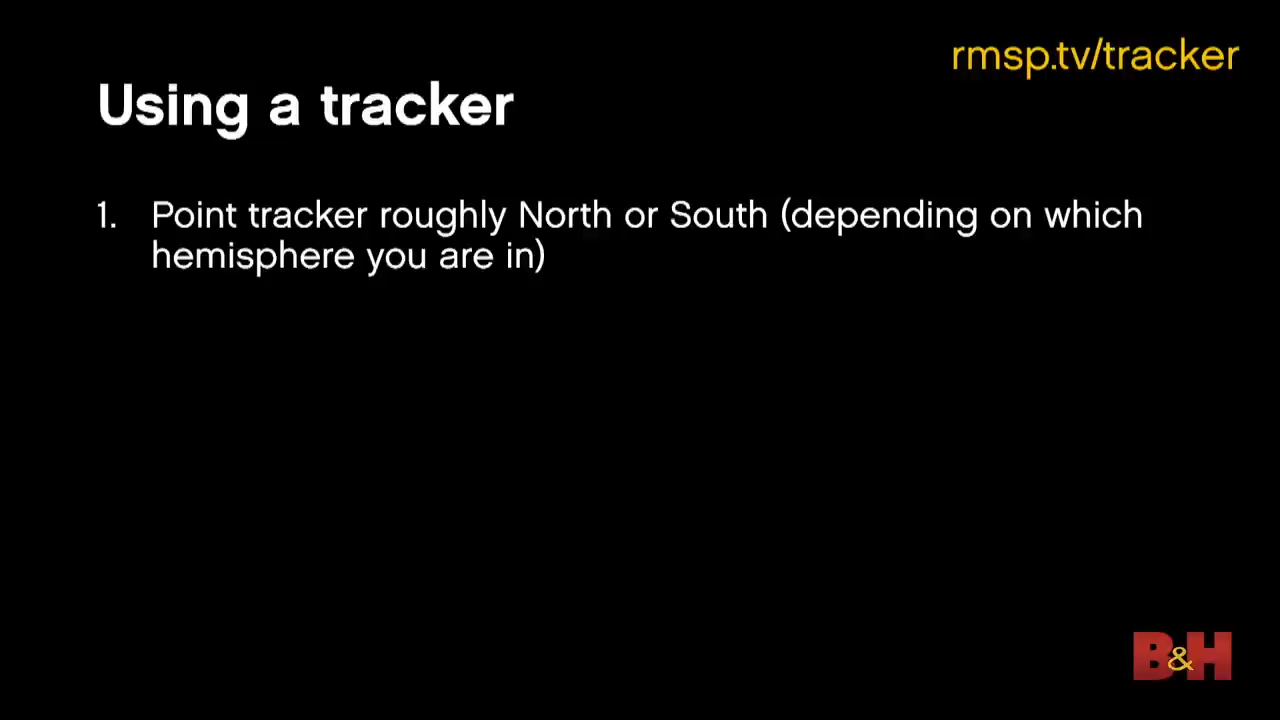 rmsp.tv/tracker
Using a tracker
1. Point tracker roughly North or South (depending on which
hemisphere you are in)
B&H